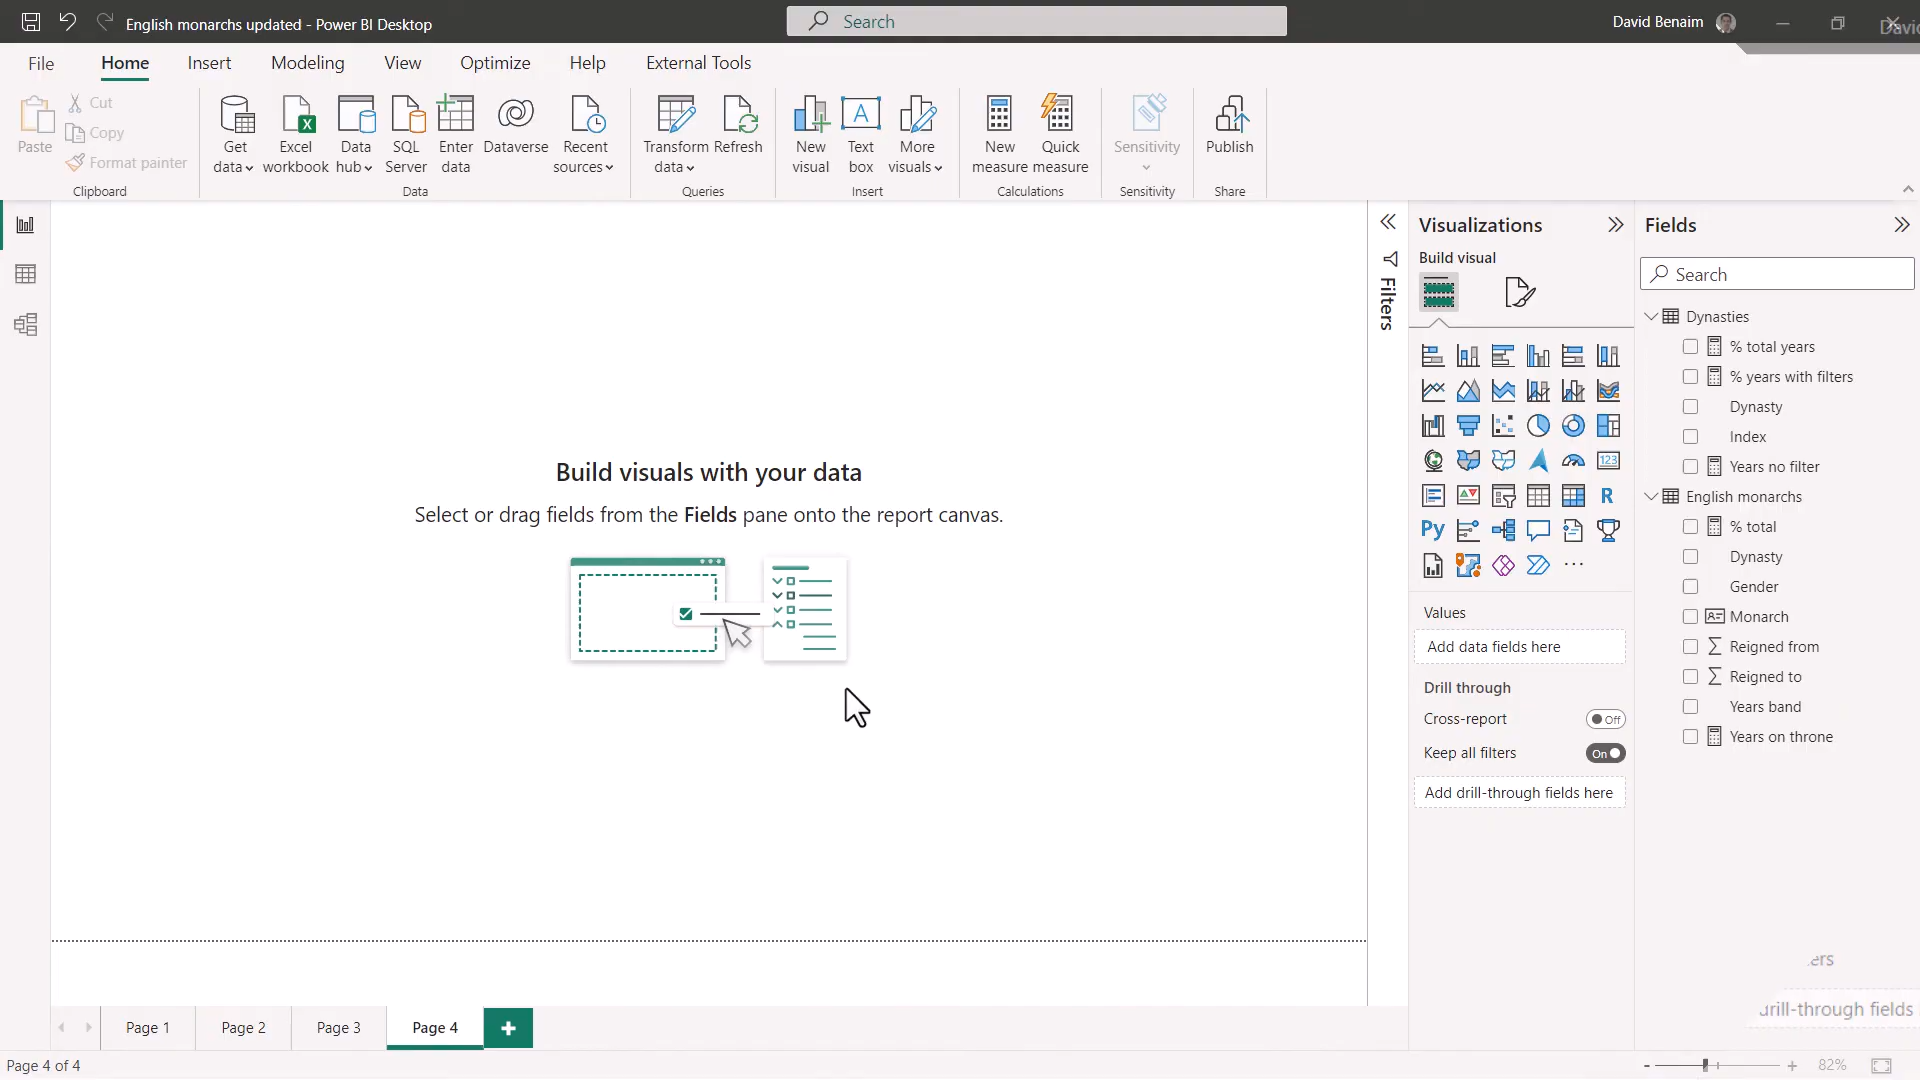 English monarchs updated - Power BI Desktop
Search
David Benaim
File Home Insert Modeling View Optimize Help External Tools
Paste
Cut
Copy
Format painter
Clipboard
Get data
Excel workbook
Data hub
SQL Server
Enter data
Dataverse
Recent sources
Data
Transform data
Refresh
Queries
New visual
Text box
More visuals
Insert
New measure
Quick measure
Calculations
Sensitivity
Sensitivity
Publish
Share
Build visuals with your data
Select or drag fields from the Fields pane onto the report canvas.
Filters
Visualizations
Build visual
123
R
Py
Values
Add data fields here
Drill through
Cross-report Off
Keep all filters On
Add drill-through fields here
Fields
Search
Dynasties
% total years
% years with filters
Dynasty
Index
Years no filter
English monarchs
% total
Dynasty
Gender
Monarch
Reigned from
Reigned to
Years band
Years on throne
drill-through fields
Page 1 Page 2 Page 3 Page 4
Page 4 of 4
82%